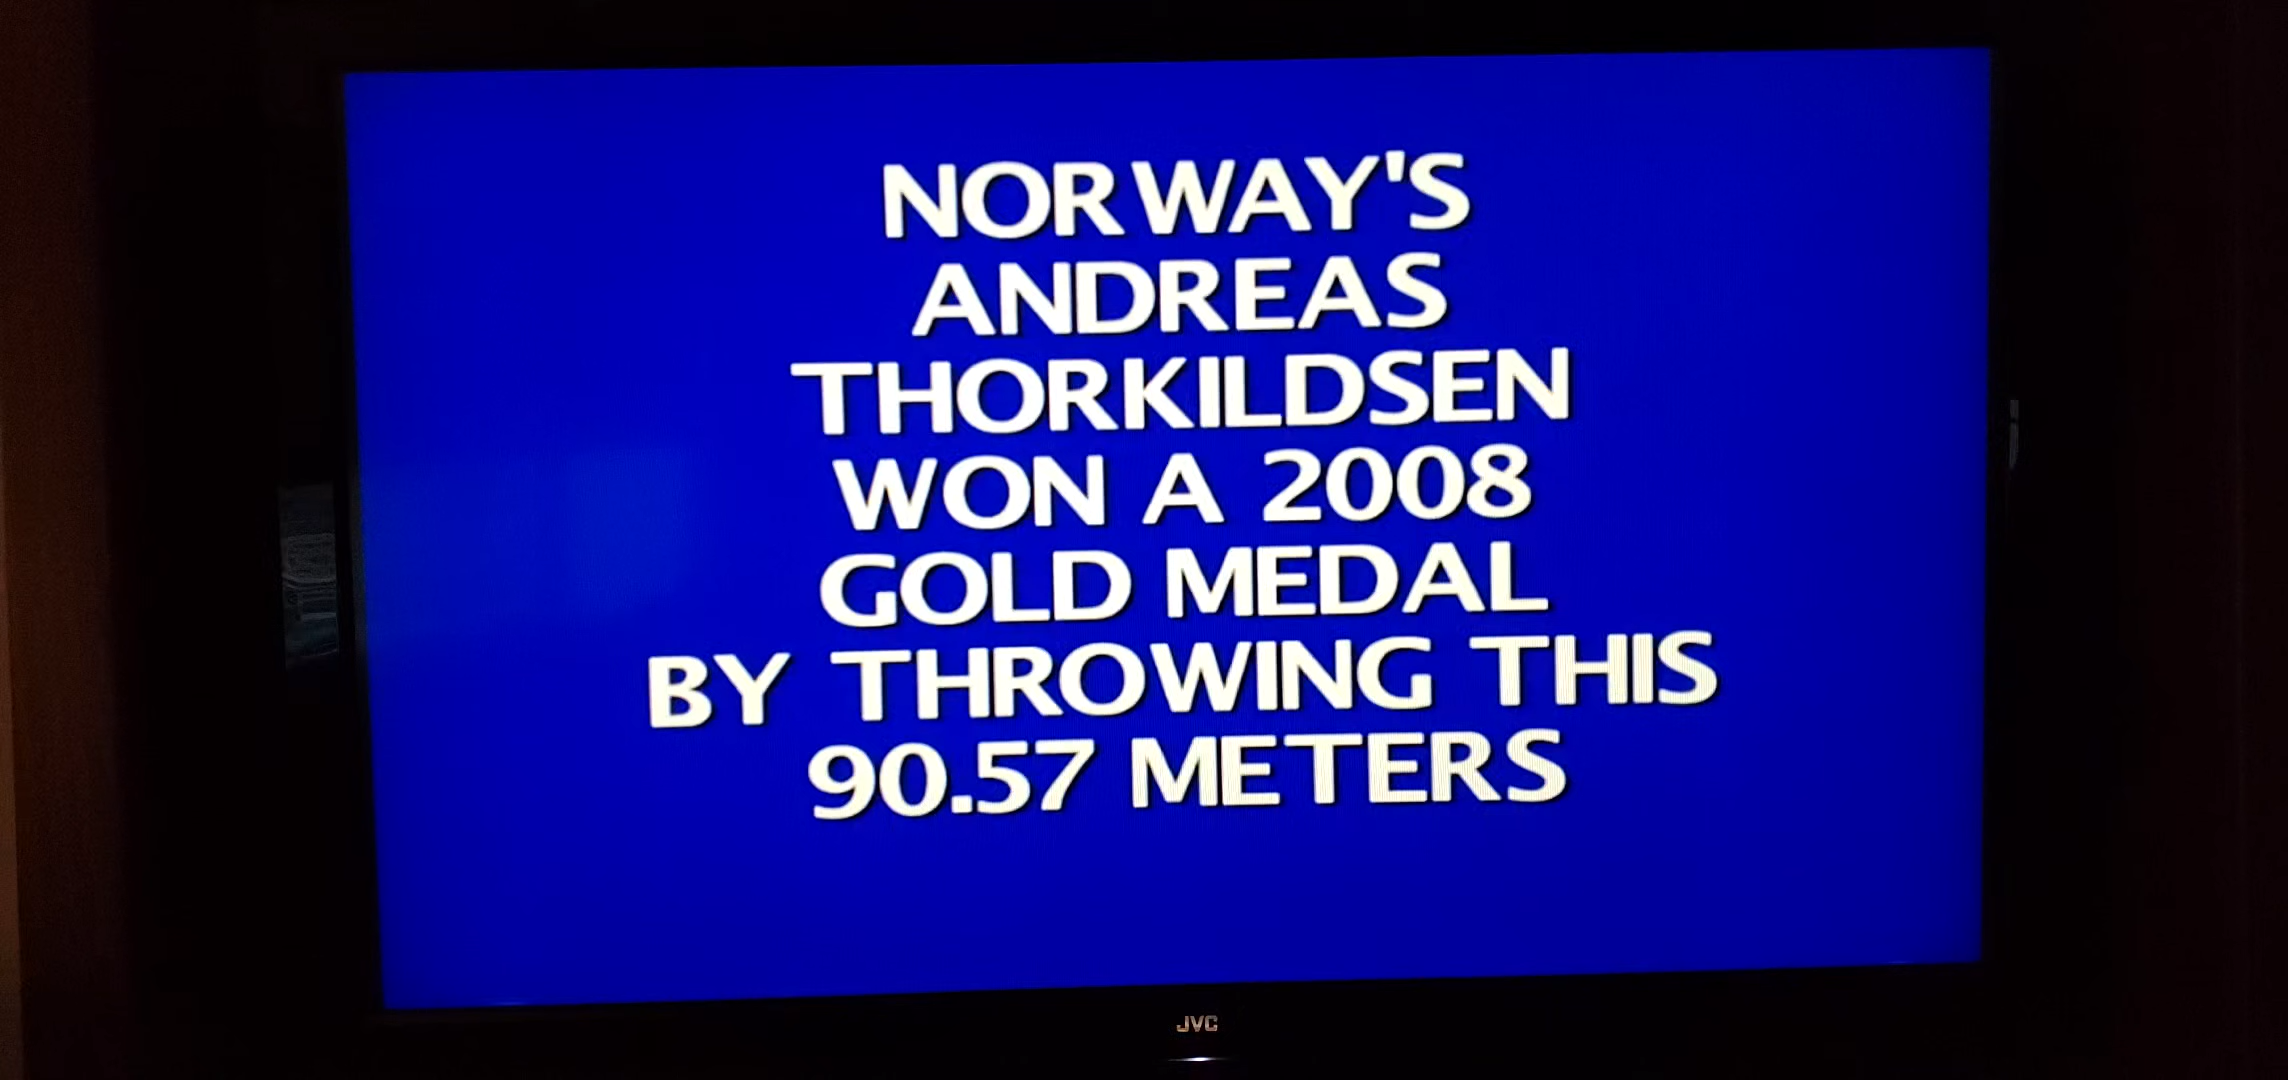 NORWAY'S
ANDREAS
THORKILDSEN
WON A 2008
GOLD MEDAL
BY THROWING THIS
90.57 METERS
JVC